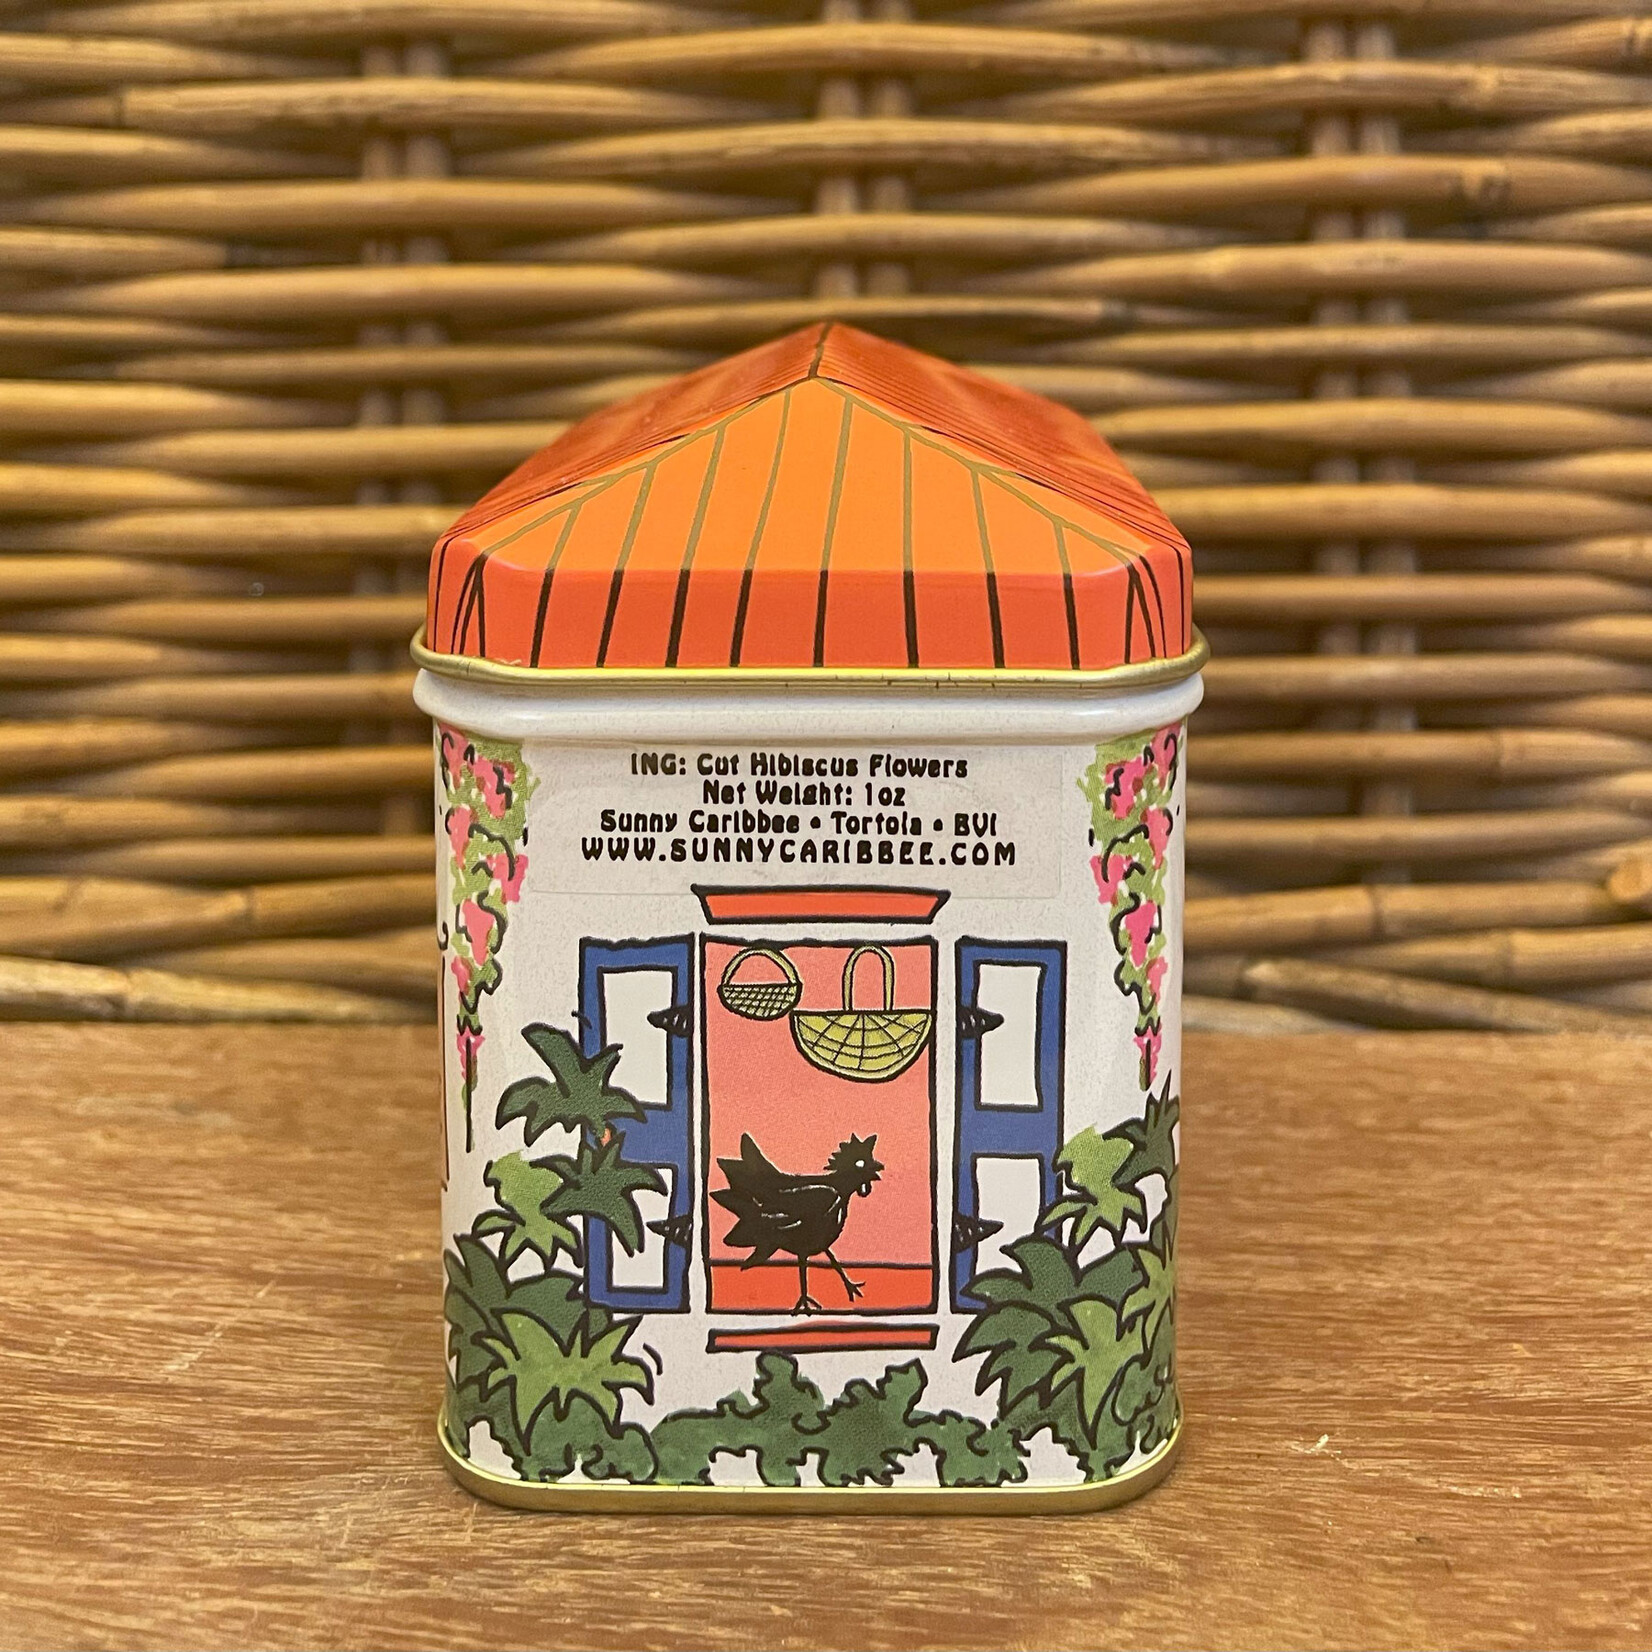 ING: Cut Hibiscus Flowers
Net Weight: 1oz
Sunny Caribbee • Tortola • BVI
WWW.SUNNYCARIBBEE.COM